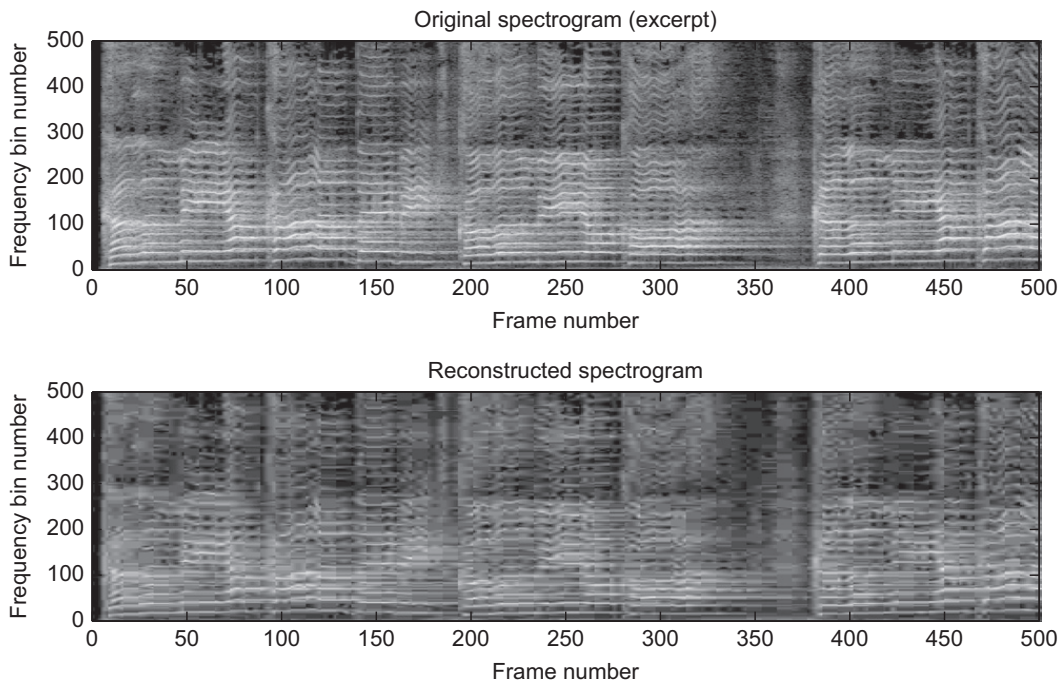 Original spectrogram (excerpt)
Frequency bin number
500
400
300
200
100
0
0 50 100 150 200 250 300 350 400 450 500
Frame number
Reconstructed spectrogram
Frequency bin number
500
400
300
200
100
0
0 50 100 150 200 250 300 350 400 450 500
Frame number